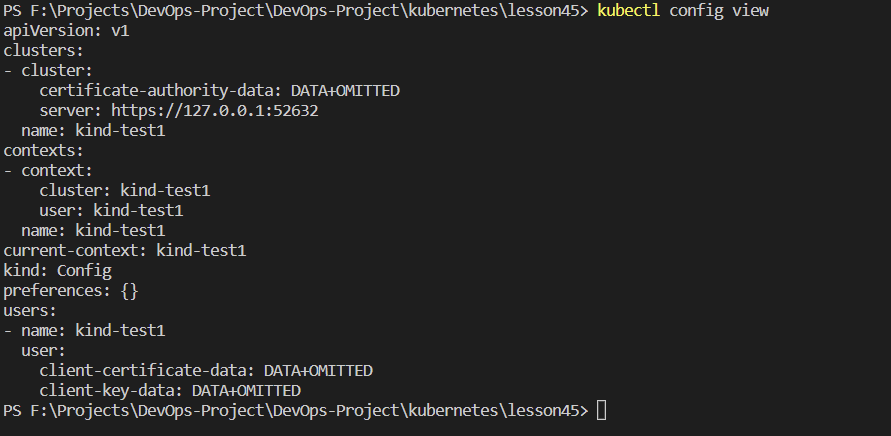 PS F:\Projects\DevOps-Project\DevOps-Project\kubernetes\lesson45> kubectl config view
apiVersion: v1
clusters:
- cluster:
    certificate-authority-data: DATA+OMITTED
    server: https://127.0.0.1:52632
  name: kind-test1
contexts:
- context:
    cluster: kind-test1
    user: kind-test1
  name: kind-test1
current-context: kind-test1
kind: Config
preferences: {}
users:
- name: kind-test1
  user:
    client-certificate-data: DATA+OMITTED
    client-key-data: DATA+OMITTED
PS F:\Projects\DevOps-Project\DevOps-Project\kubernetes\lesson45>